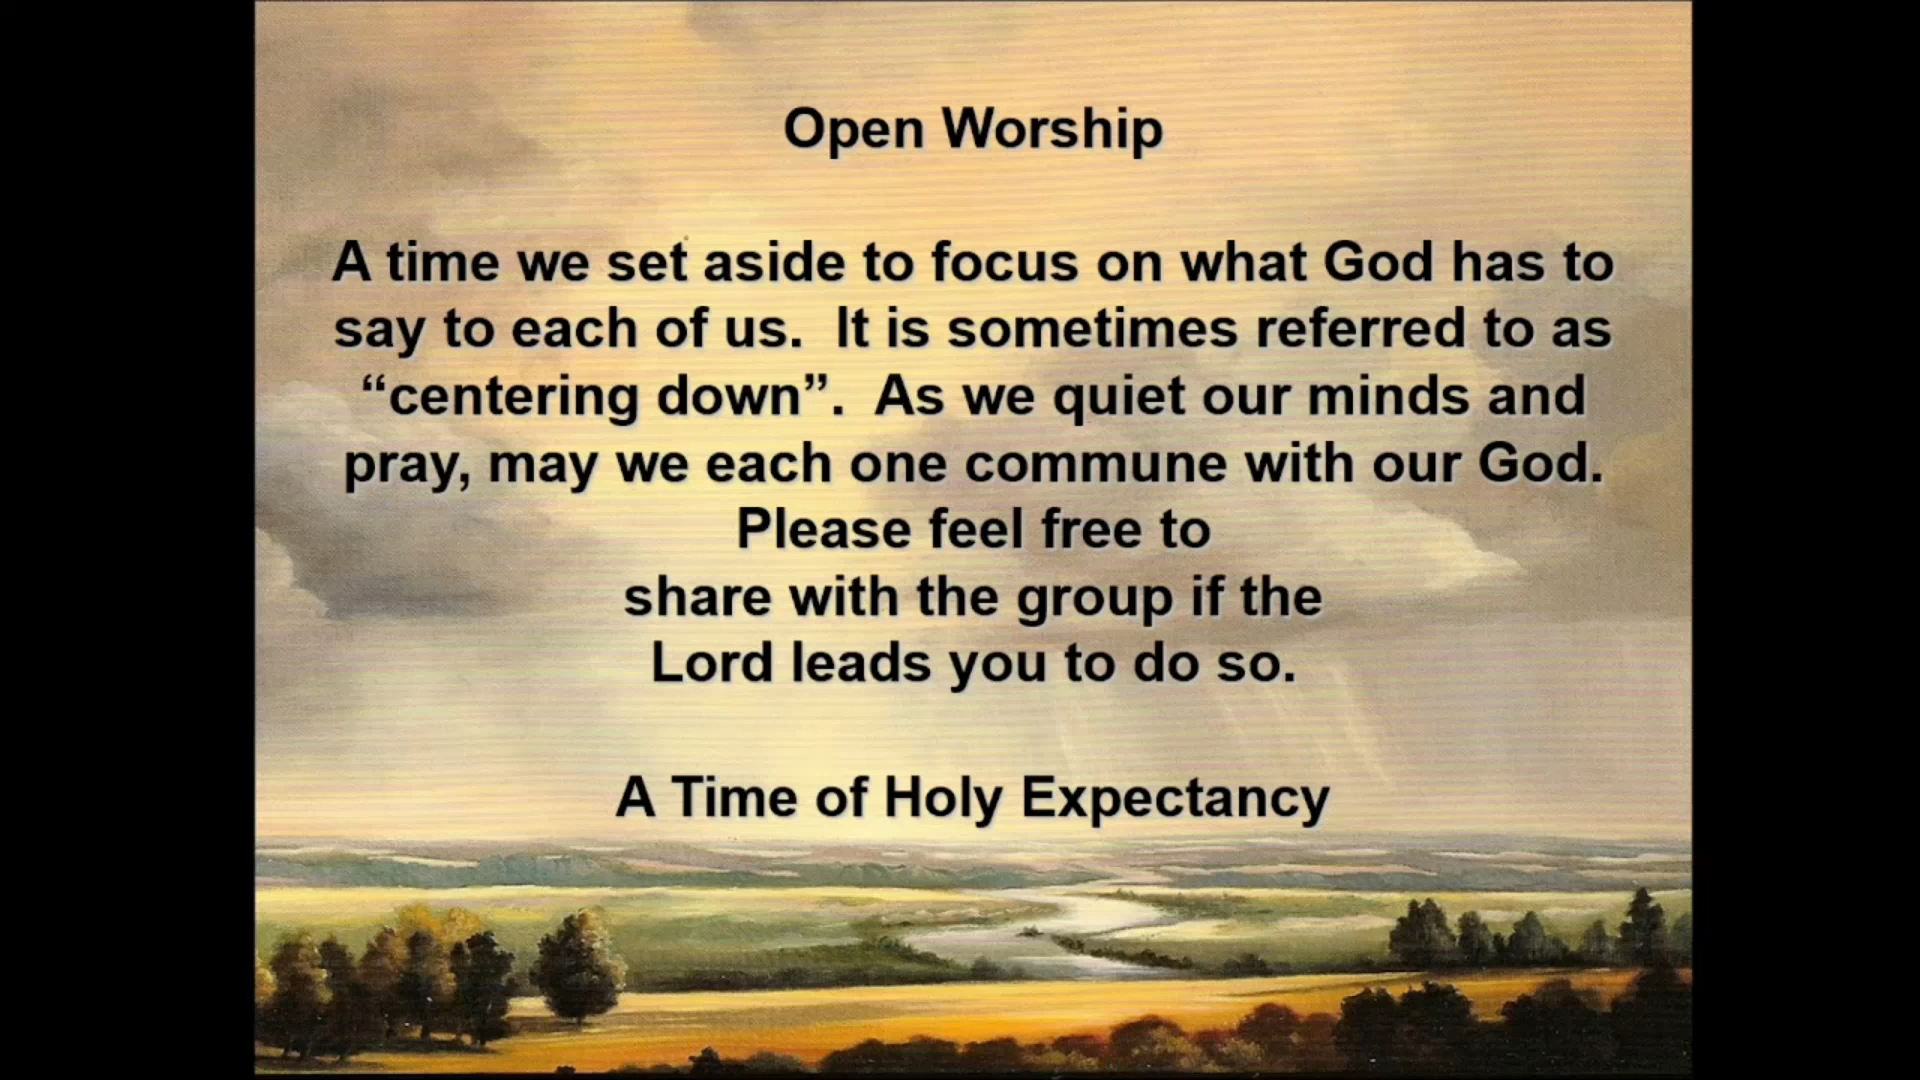 Open Worship
A time we set aside to focus on what God has to
say to each of us.  It is sometimes referred to as
“centering down”.  As we quiet our minds and
pray, may we each one commune with our God.
Please feel free to
share with the group if the
Lord leads you to do so.
A Time of Holy Expectancy